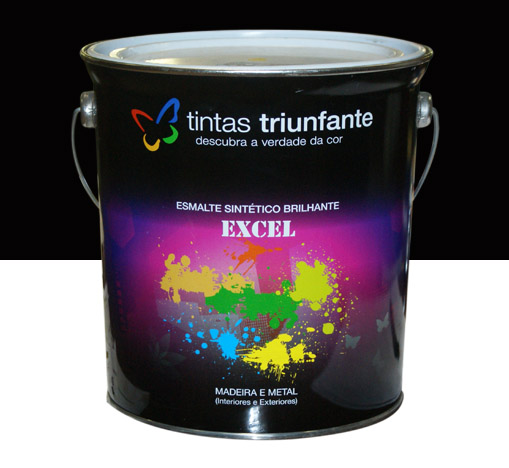 tintas triunfante
descubra a verdade da cor
ESMALTE SINTÉTICO BRILHANTE
EXCEL
MADEIRA E METAL
(Interiores e Exteriores)